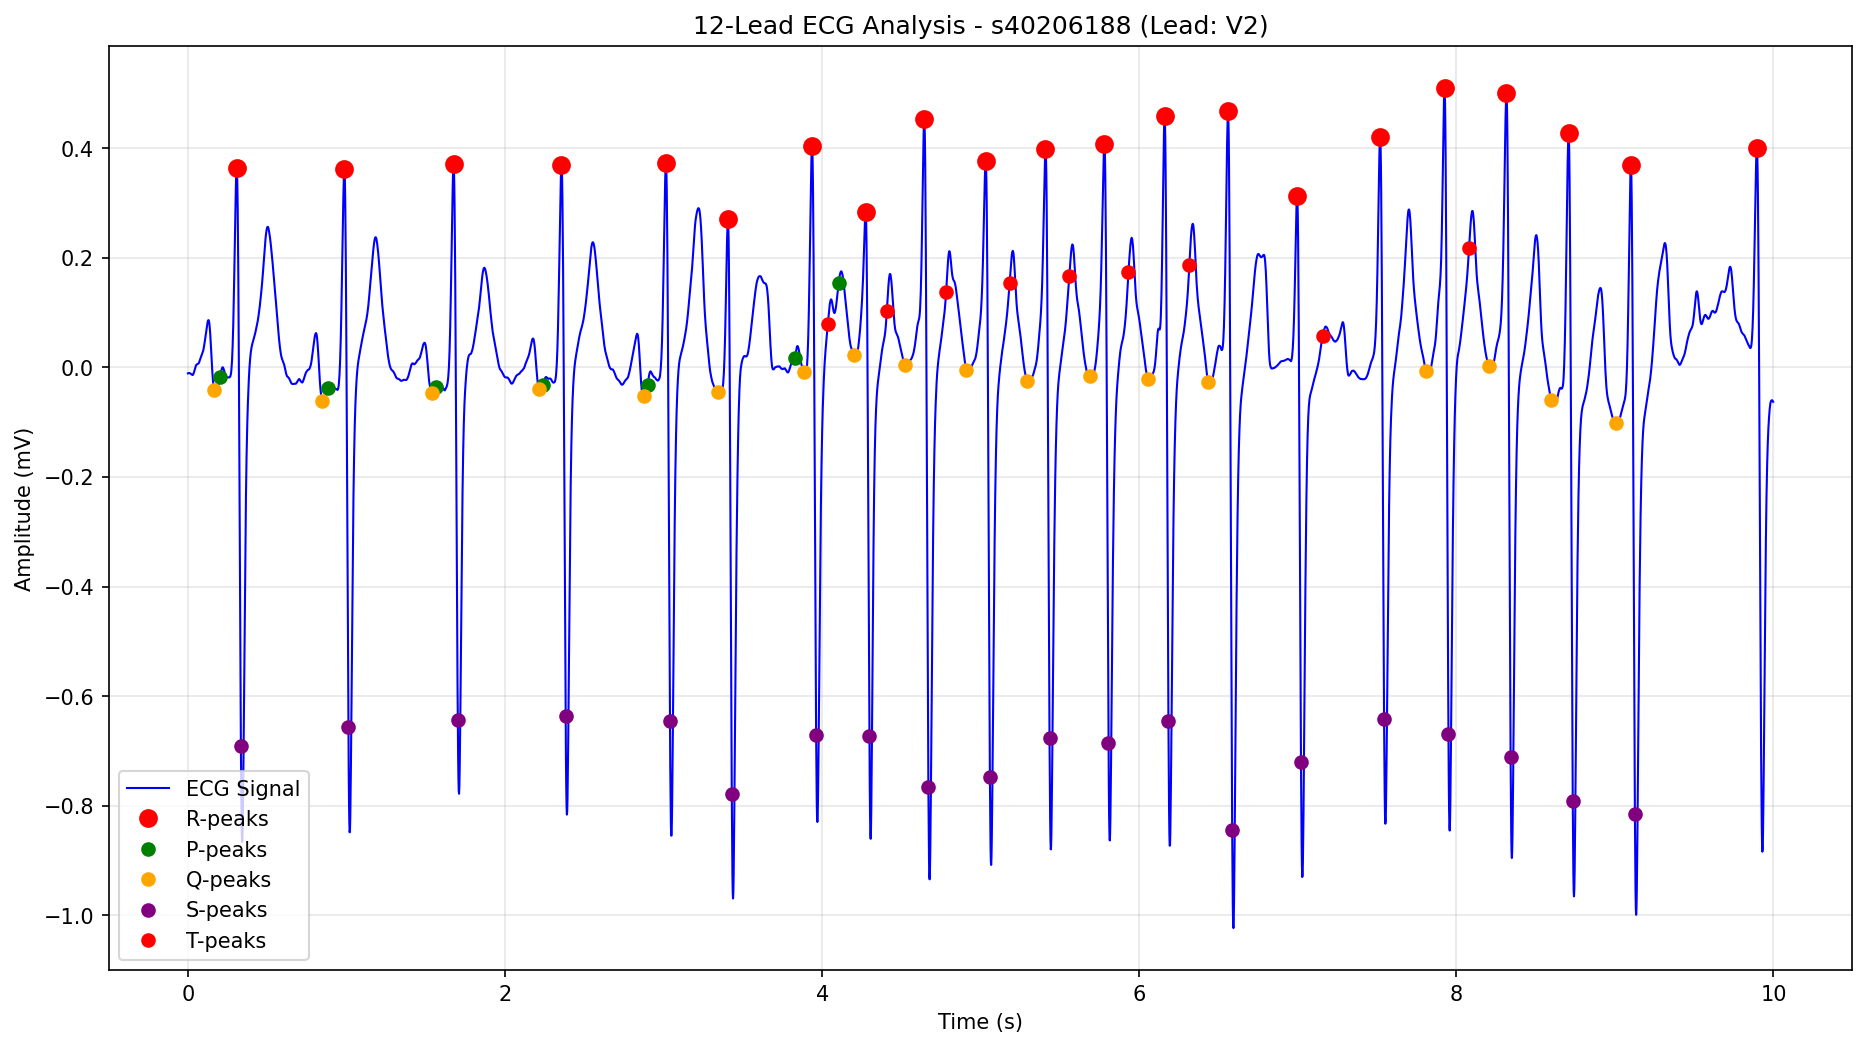 12-Lead ECG Analysis - s40206188 (Lead: V2)
Amplitude (mV)
0.4
0.2
0.0
−0.2
−0.4
−0.6
−0.8
−1.0
ECG Signal
R-peaks
P-peaks
Q-peaks
S-peaks
T-peaks
0 2 4 6 8 10
Time (s)